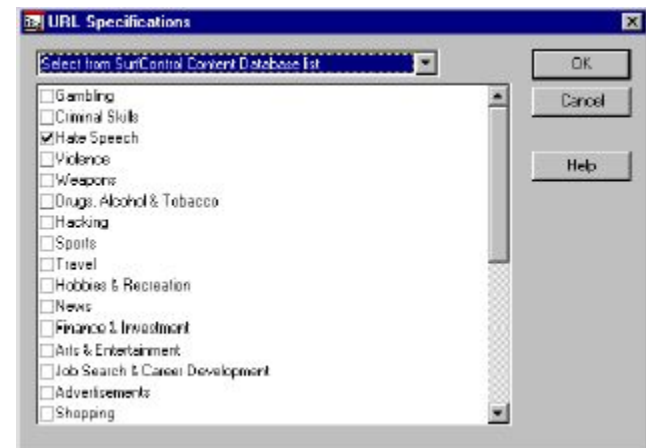 URL Specifications
Select from SurfControl Content Database list
OK
Cancel
Help
Gambling
Criminal Skills
Hate Speech
Violence
Weapons
Drugs, Alcohol & Tobacco
Hacking
Sports
Travel
Hobbies & Recreation
News
Finance & Investment
Arts & Entertainment
Job Search & Career Development
Advertisements
Shopping